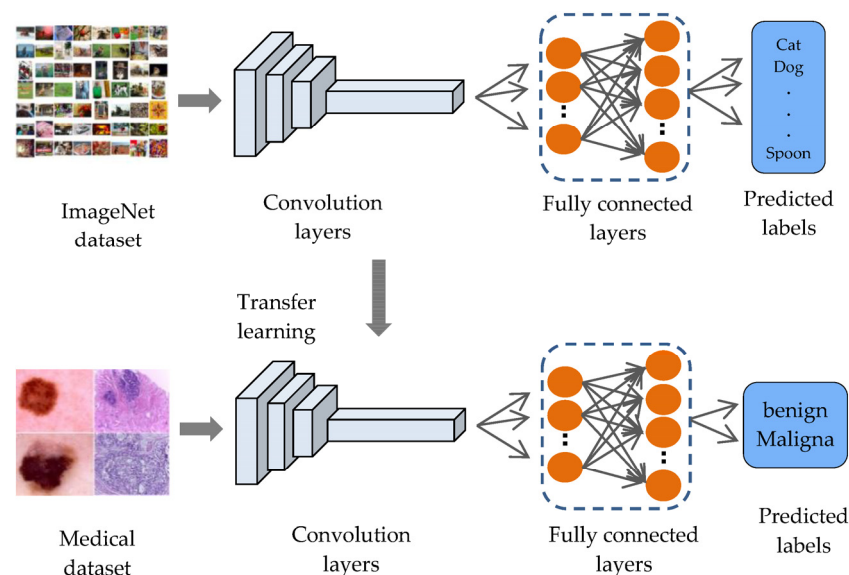 Cat
Dog
.
.
.
Spoon
ImageNet
dataset
Convolution
layers
Fully connected
layers
Predicted
labels
Transfer
learning
benign
Maligna
Medical
dataset
Convolution
layers
Fully connected
layers
Predicted
labels